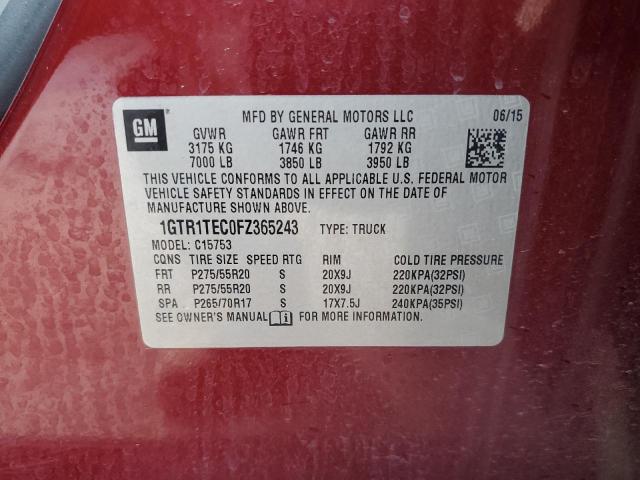 GM
MFD BY GENERAL MOTORS LLC 06/15
GVWR GAWR FRT GAWR RR
3175 KG 1746 KG 1792 KG
7000 LB 3850 LB 3950 LB
THIS VEHICLE CONFORMS TO ALL APPLICABLE U.S. FEDERAL MOTOR
VEHICLE SAFETY STANDARDS IN EFFECT ON THE DATE OF
MANUFACTURE SHOWN ABOVE.
1GTR1TEC0FZ365243 TYPE: TRUCK
MODEL: C15753
CQNS TIRE SIZE SPEED RTG RIM COLD TIRE PRESSURE
FRT P275/55R20 S 20X9J 220KPA(32PSI)
RR P275/55R20 S 20X9J 220KPA(32PSI)
SPA P265/70R17 S 17X7.5J 240KPA(35PSI)
SEE OWNER'S MANUAL i FOR MORE INFORMATION.